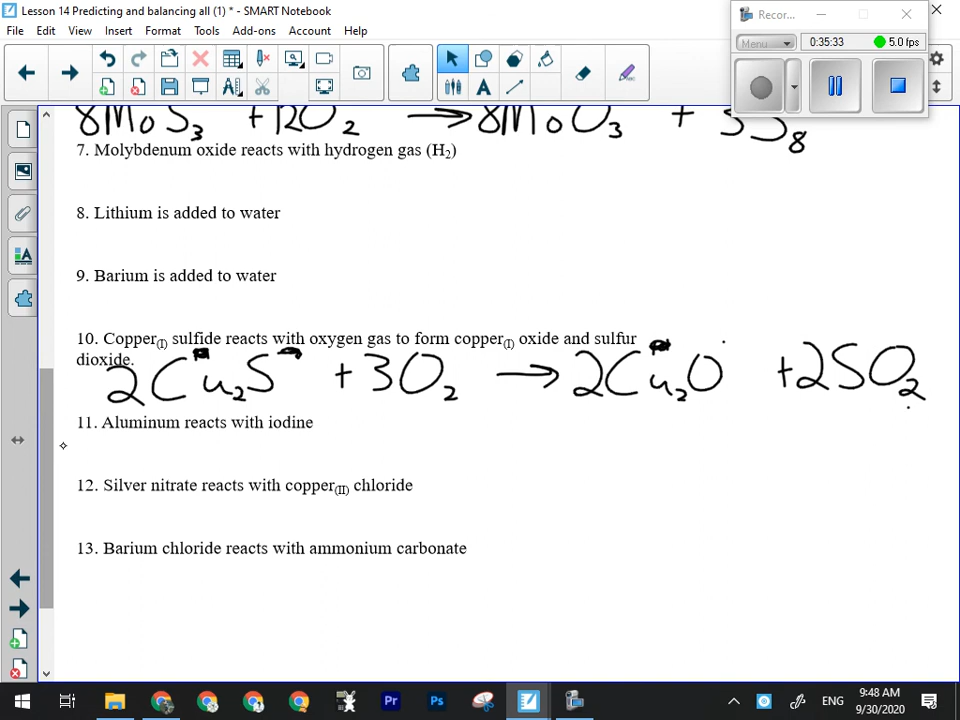 Lesson 14 Predicting and balancing all (1) * - SMART Notebook
File Edit View Insert Format Tools Add-ons Account Help
Recor...
Menu 0:35:33 5.0 fps
8MoS3 + 12O2 → 8MoO3 + 3S8
7. Molybdenum oxide reacts with hydrogen gas (H2)
8. Lithium is added to water
9. Barium is added to water
10. Copper(I) sulfide reacts with oxygen gas to form copper(I) oxide and sulfur
dioxide.
2Cu2S + 3O2 → 2Cu2O + 2SO2
11. Aluminum reacts with iodine
12. Silver nitrate reacts with copper(II) chloride
13. Barium chloride reacts with ammonium carbonate
Pr Ps ENG 9:48 AM
9/30/2020